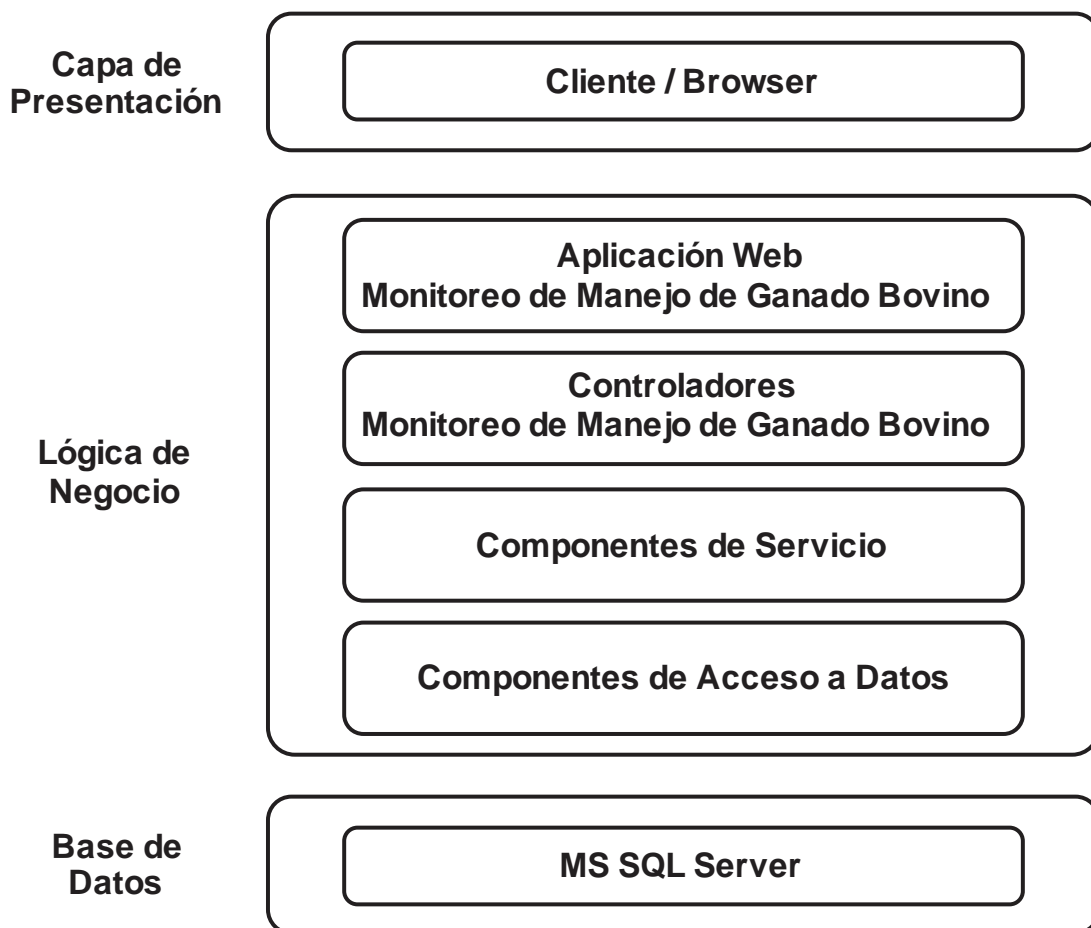 Capa de
Presentación
Cliente / Browser
Aplicación Web
Monitoreo de Manejo de Ganado Bovino
Controladores
Monitoreo de Manejo de Ganado Bovino
Lógica de
Negocio
Componentes de Servicio
Componentes de Acceso a Datos
Base de
Datos
MS SQL Server